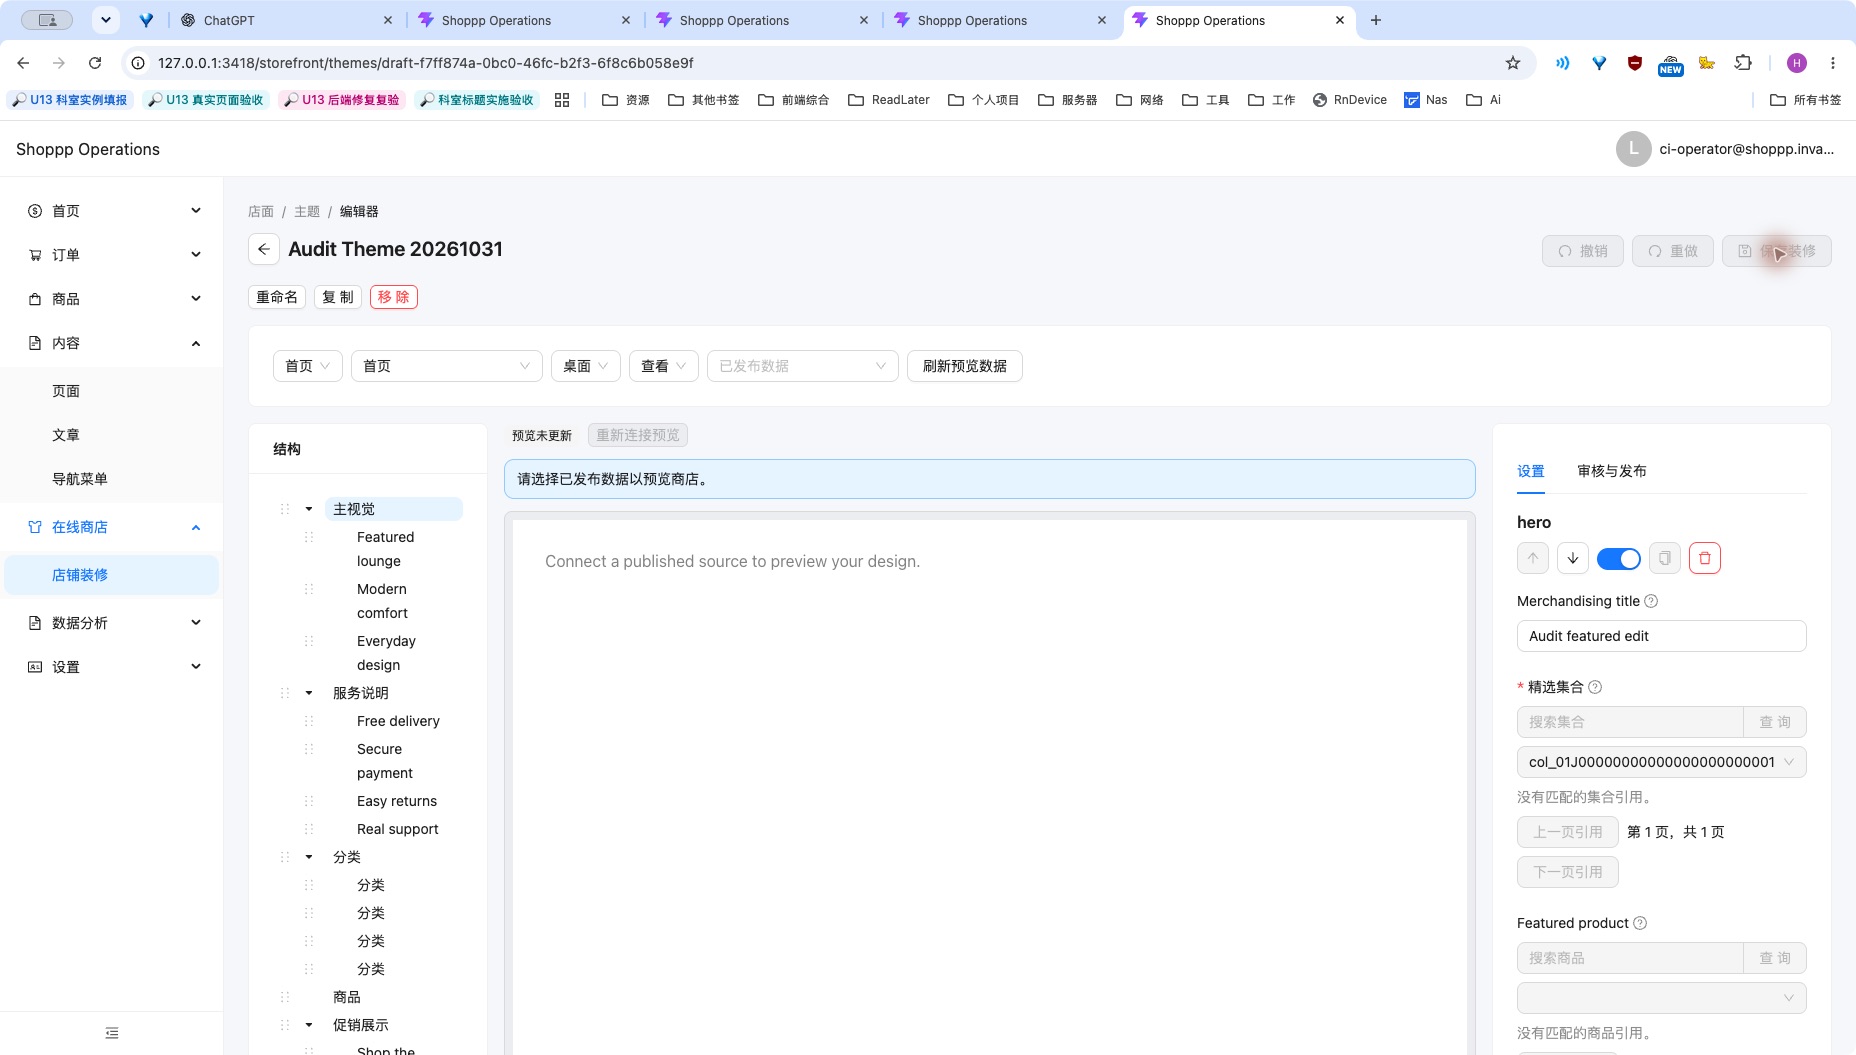 ChatGPT
Shoppp Operations
Shoppp Operations
Shoppp Operations
Shoppp Operations
127.0.0.1:3418/storefront/themes/draft-f7ff874a-0bc0-46fc-b2f3-6f8c6b058e9f
NEW
H
U13 科室实例填报
U13 真实页面验收
U13 后端修复复验
科室标题实施验收
资源
其他书签
前端综合
ReadLater
个人项目
服务器
网络
工具
工作
RnDevice
Nas
Ai
所有书签
Shoppp Operations
L
ci-operator@shoppp.inva...
首页
订单
商品
内容
页面
文章
导航菜单
在线商店
店铺装修
数据分析
设置
店面 / 主题 / 编辑器
Audit Theme 20261031
撤销
重做
装修
重命名
复 制
移 除
首页
首页
桌面
查看
已发布数据
刷新预览数据
结构
主视觉
Featured
lounge
Modern
comfort
Everyday
design
服务说明
Free delivery
Secure
payment
Easy returns
Real support
分类
分类
分类
分类
分类
商品
促销展示
Shop the
预览未更新
重新连接预览
请选择已发布数据以预览商店。
Connect a published source to preview your design.
设置
审核与发布
hero
Merchandising title
Audit featured edit
* 精选集合
搜索集合
查 询
col_01J00000000000000000000001
没有匹配的集合引用。
上一页引用
第 1 页，共 1 页
下一页引用
Featured product
搜索商品
查 询
没有匹配的商品引用。